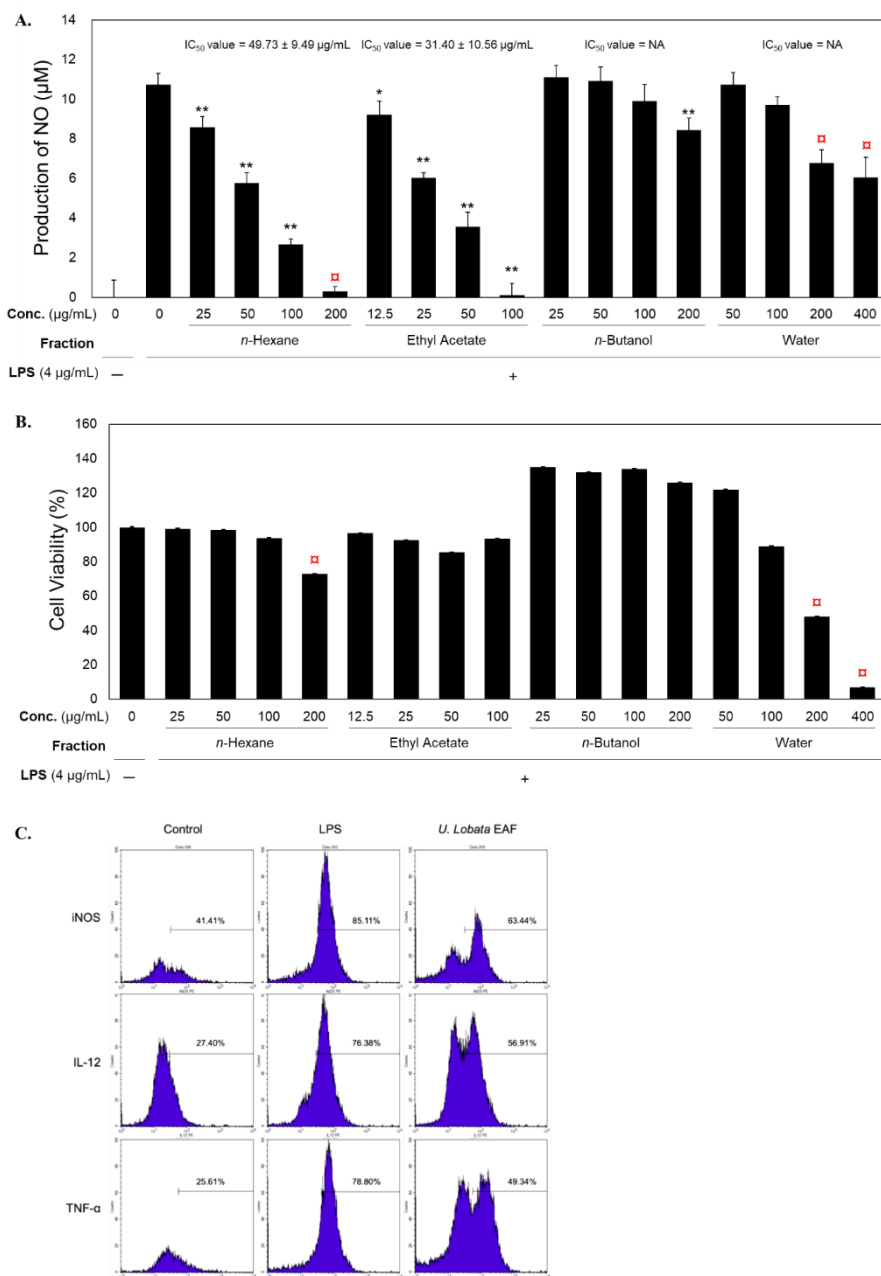 A.
IC50 value = 49.73 ± 9.49 µg/mL IC50 value = 31.40 ± 10.56 µg/mL IC50 value = NA IC50 value = NA
Production of NO (µM)
14
12
10
8
6
4
2
0
** ** ** ¤ * ** ** ** ** ¤ ¤
Conc. (µg/mL) 0 0 25 50 100 200 12.5 25 50 100 25 50 100 200 50 100 200 400
Fraction n-Hexane Ethyl Acetate n-Butanol Water
LPS (4 µg/mL) — +
B.
Cell Viability (%)
160
140
120
100
80
60
40
20
0
¤ ¤ ¤
Conc. (µg/mL) 0 25 50 100 200 12.5 25 50 100 25 50 100 200 50 100 200 400
Fraction n-Hexane Ethyl Acetate n-Butanol Water
LPS (4 µg/mL) — +
C.
Control LPS U. Lobata EAF
iNOS 41.41% 85.11% 63.44%
IL-12 27.40% 76.38% 56.91%
TNF-α 25.61% 78.80% 49.34%